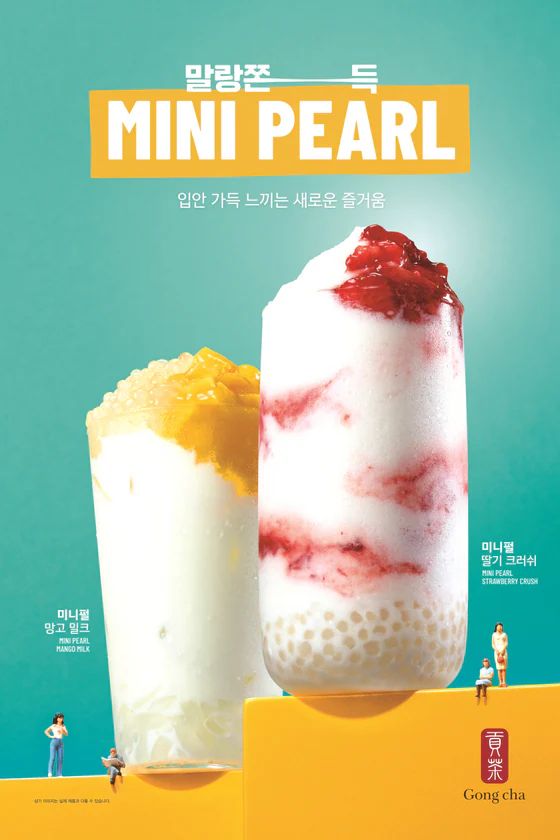 말랑쫀득
MINI PEARL
입안 가득 느끼는 새로운 즐거움
미니펄
딸기 크러쉬
MINI PEARL
STRAWBERRY CRUSH
미니펄
망고 밀크
MINI PEARL
MANGO MILK
貢茶
Gong cha